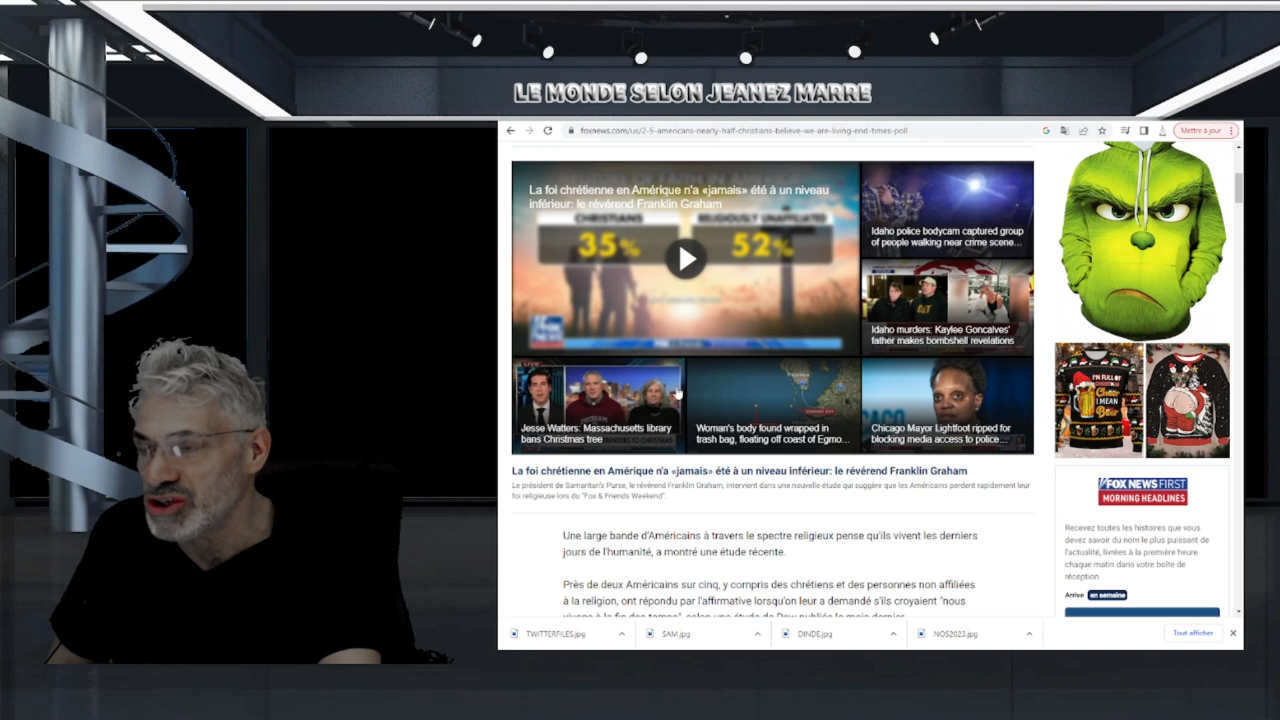 LE MONDE SELON JEANEZ MARRE
foxnews.com/us/2-5-americans-nearly-half-christians-believe-we-are-living-end-times-poll
Mettre à jour
La foi chrétienne en Amérique n'a «jamais» été à un niveau
inférieur: le révérend Franklin Graham
CHRISTIANS
RELIGIOUSLY UNAFFILIATED
35%
52%
FOX
NEWS
Idaho police bodycam captured group
of people walking near crime scene…
Idaho murders: Kaylee Goncalves'
father makes bombshell revelations
Jesse Watters: Massachusetts library
bans Christmas tree
Woman's body found wrapped in
trash bag, floating off coast of Egmo…
Chicago Mayor Lightfoot ripped for
blocking media access to police…
I'M FULL OF
Cheer
I MEAN
Beer
La foi chrétienne en Amérique n'a «jamais» été à un niveau inférieur: le révérend Franklin Graham
Le président de Samaritan's Purse, le révérend Franklin Graham, intervient dans une nouvelle étude qui suggère que les Américains perdent rapidement leur
foi religieuse lors du "Fox & Friends Weekend".
Une large bande d'Américains à travers le spectre religieux pense qu'ils vivent les derniers
jours de l'humanité, a montré une étude récente.
Près de deux Américains sur cinq, y compris des chrétiens et des personnes non affiliées
à la religion, ont répondu par l'affirmative lorsqu'on leur a demandé s'ils croyaient "nous
vivons à la fin des temps", selon une étude de Pew publiée le mois dernier.
FOX NEWS FIRST
MORNING HEADLINES
Recevez toutes les histoires que vous
devez savoir du nom le plus puissant de
l'actualité, livrées à la première heure
chaque matin dans votre boîte de
réception
Arrive en semaine
TWITTERFILES.jpg
SAM.jpg
DINDE.jpg
NOS2023.jpg
Tout afficher